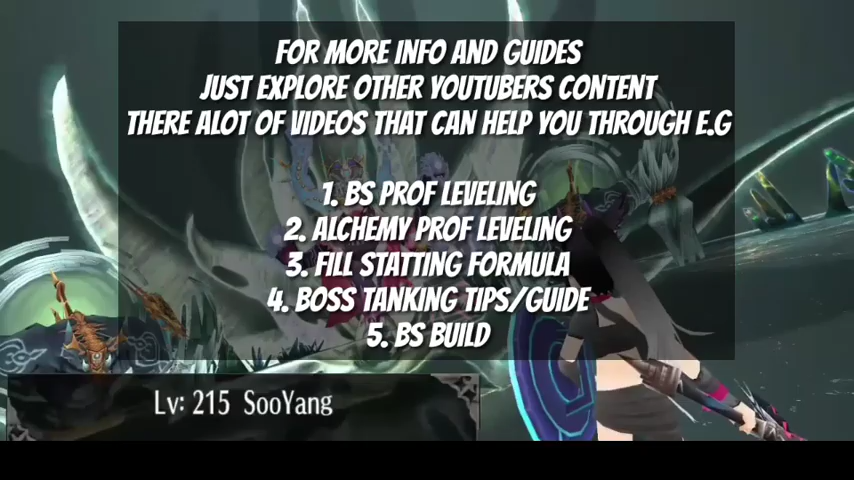 FOR MORE INFO AND GUIDES
JUST EXPLORE OTHER YOUTUBERS CONTENT
THERE ALOT OF VIDEOS THAT CAN HELP YOU THROUGH E.G
1. BS PROF LEVELING
2. ALCHEMY PROF LEVELING
3. FILL STATTING FORMULA
4. BOSS TANKING TIPS/GUIDE
5. BS BUILD
Lv: 215 SooYang